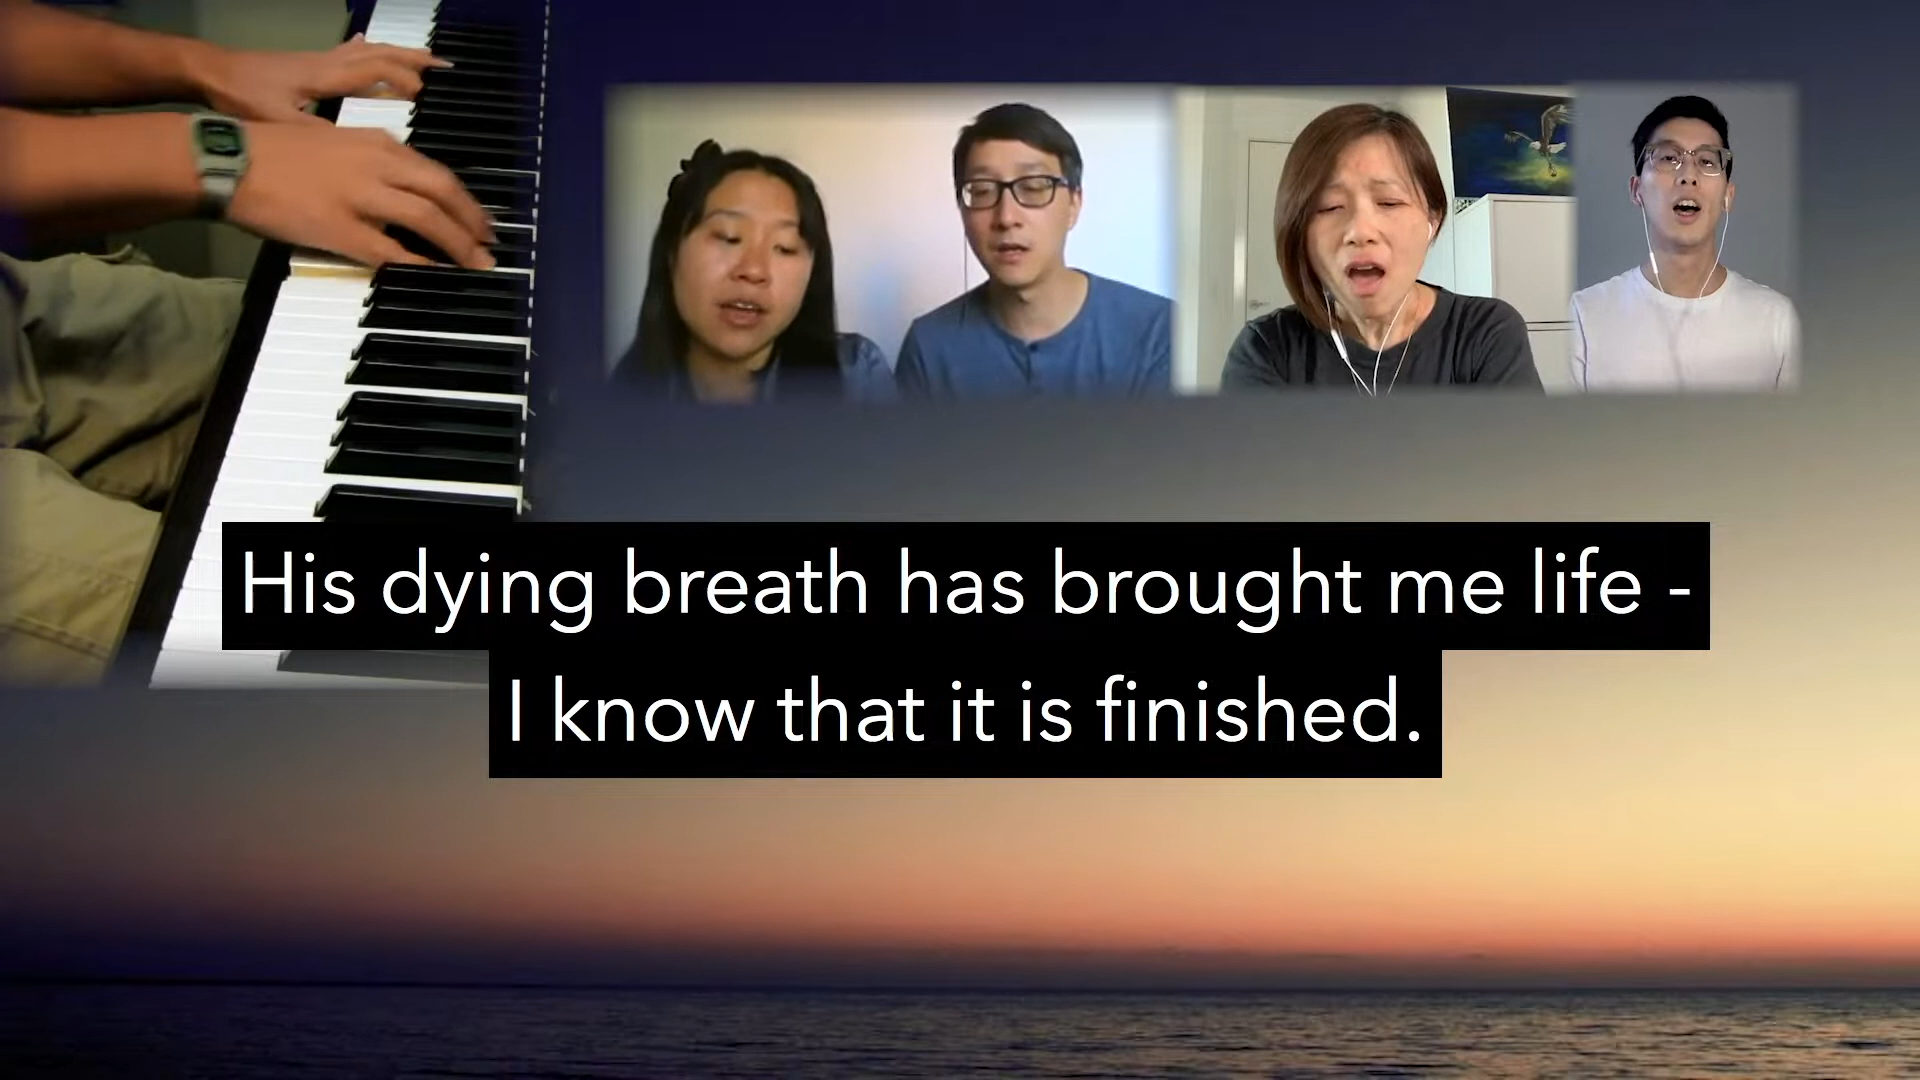 His dying breath has brought me life -
I know that it is finished.